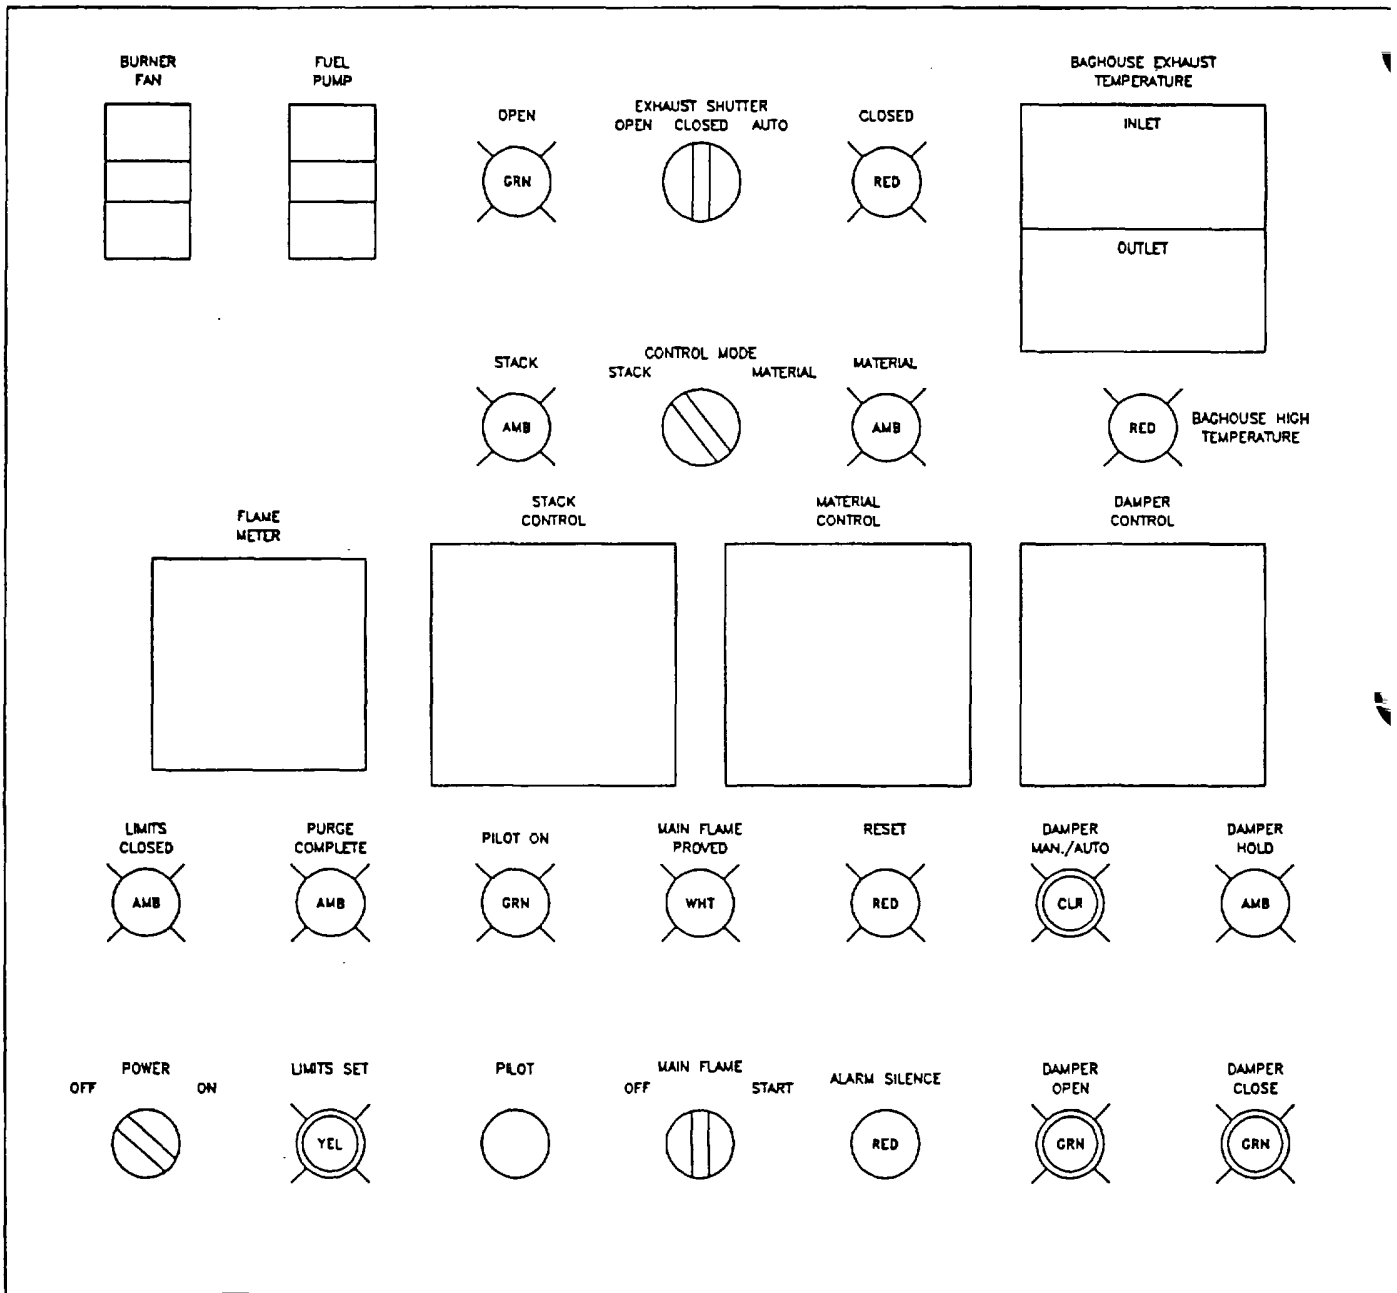 BURNER
FAN
FUEL
PUMP
OPEN
GRN
EXHAUST SHUTTER
OPEN CLOSED AUTO
CLOSED
RED
BAGHOUSE EXHAUST
TEMPERATURE
INLET
OUTLET
STACK
AMB
CONTROL MODE
STACK MATERIAL
MATERIAL
AMB
RED
BAGHOUSE HIGH
TEMPERATURE
FLAME
METER
STACK
CONTROL
MATERIAL
CONTROL
DAMPER
CONTROL
LIMITS
CLOSED
AMB
PURGE
COMPLETE
AMB
PILOT ON
GRN
MAIN FLAME
PROVED
WHT
RESET
RED
DAMPER
MAN./AUTO
CLR
DAMPER
HOLD
AMB
POWER
OFF ON
LIMITS SET
YEL
PILOT
MAIN FLAME
OFF START
ALARM SILENCE
RED
DAMPER
OPEN
GRN
DAMPER
CLOSE
GRN